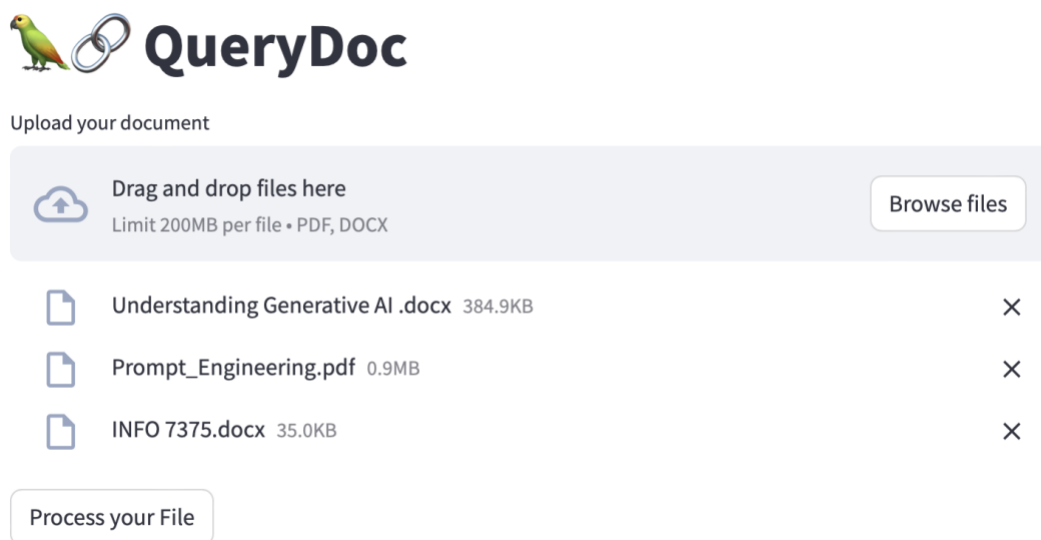 🦜🔗 QueryDoc
Upload your document
Drag and drop files here
Limit 200MB per file • PDF, DOCX
Browse files
Understanding Generative AI .docx 384.9KB
Prompt_Engineering.pdf 0.9MB
INFO 7375.docx 35.0KB
Process your File